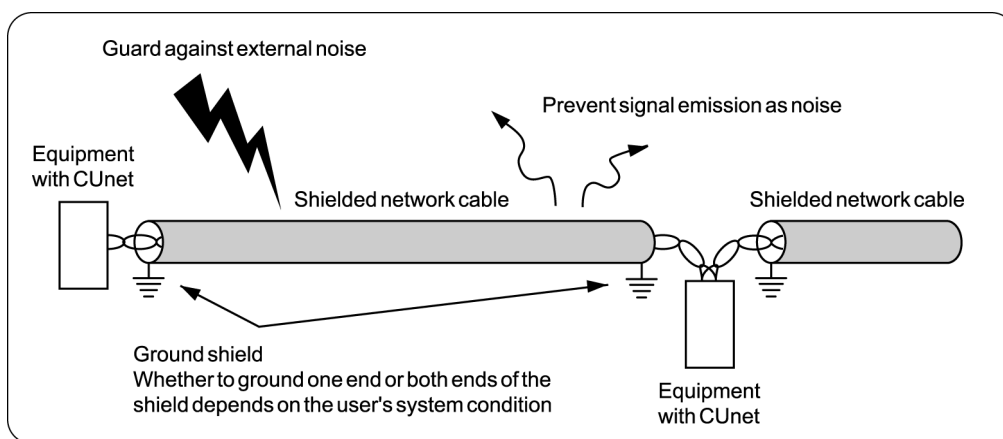 Guard against external noise
Prevent signal emission as noise
Equipment
with CUnet
Shielded network cable
Shielded network cable
Ground shield
Whether to ground one end or both ends of the
shield depends on the user's system condition
Equipment
with CUnet